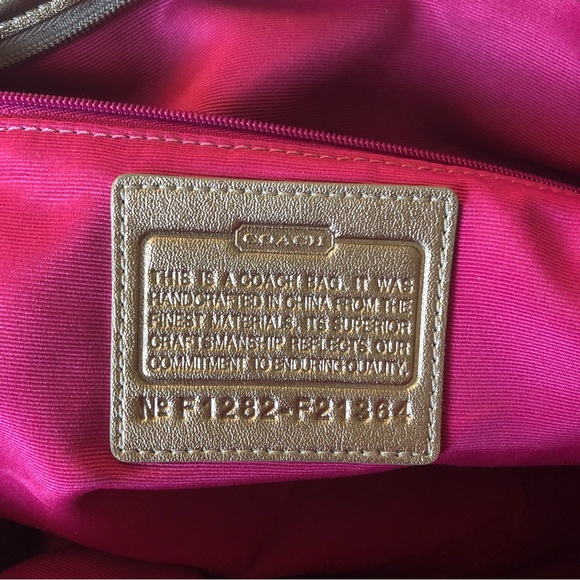 COACH
THIS IS A COACH BAG. IT WAS
HANDCRAFTED IN CHINA FROM THE
FINEST MATERIALS. ITS SUPERIOR
CRAFTSMANSHIP REFLECTS OUR
COMMITMENT TO ENDURING QUALITY.
Nº F1282-F21364